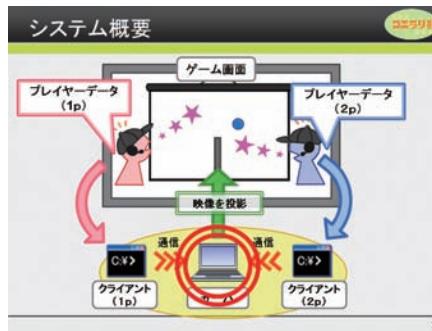 システム概要
ゲーム画面
プレイヤーデータ
(1p)
プレイヤーデータ
(2p)
映像を投影
通信
通信
C:¥>
C:¥>
クライアント
(1p)
クライアント
(2p)